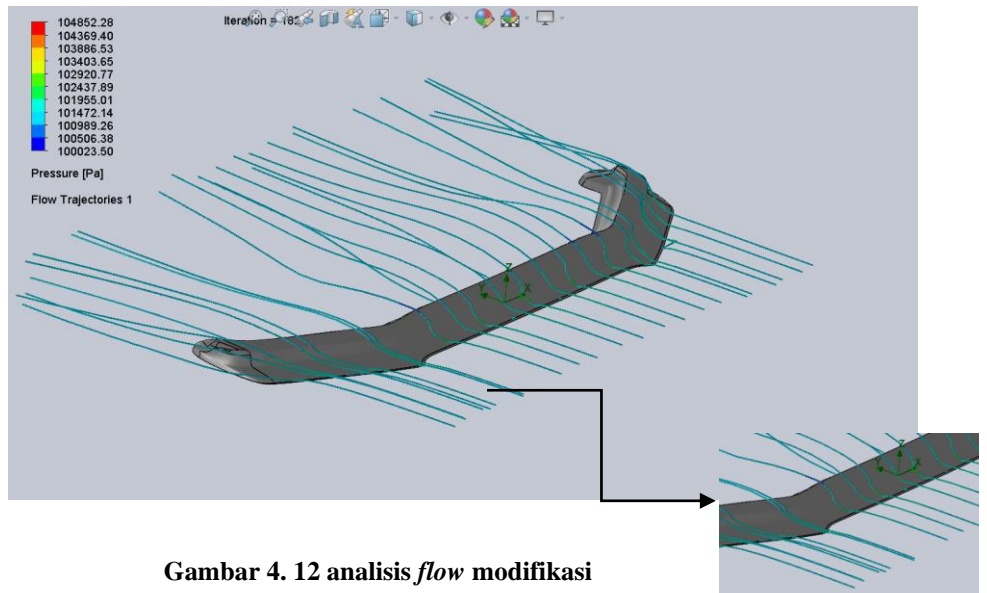 104852.28
104369.40
103886.53
103403.65
102920.77
102437.89
101955.01
101472.14
100989.26
100506.38
100023.50
Pressure [Pa]
Flow Trajectories 1
Iteration = 182
Z
Y
X
Z
Y
X
Gambar 4. 12 analisis flow modifikasi